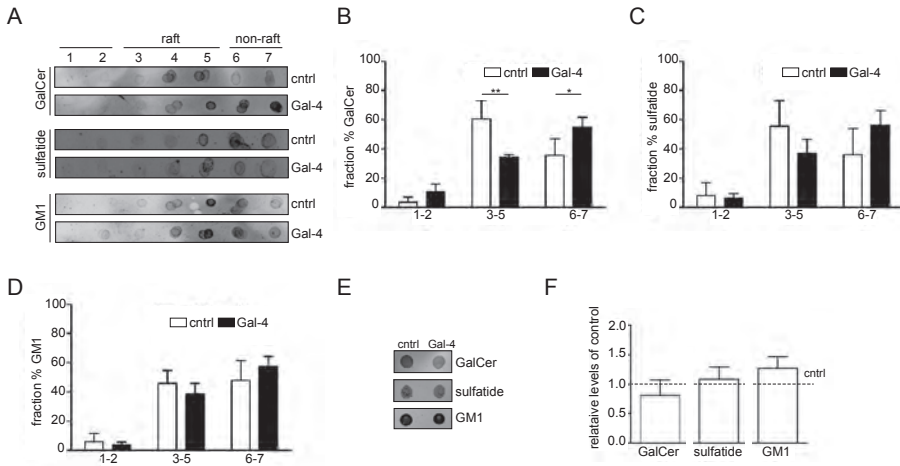 A
raft
non-raft
1 2 3 4 5 6 7
GalCer
cntrl
Gal-4
sulfatide
cntrl
Gal-4
GM1
cntrl
Gal-4
B
fraction % GalCer
100
80
60
40
20
0
cntrl Gal-4
** *
1-2 3-5 6-7
C
fraction % sulfatide
100
80
60
40
20
0
cntrl Gal-4
1-2 3-5 6-7
D
fraction % GM1
100
80
60
40
20
0
cntrl Gal-4
1-2 3-5 6-7
E
cntrl Gal-4
GalCer
sulfatide
GM1
F
relataive levels of control
2.0
1.5
1.0
0.5
0.0
cntrl
GalCer sulfatide GM1